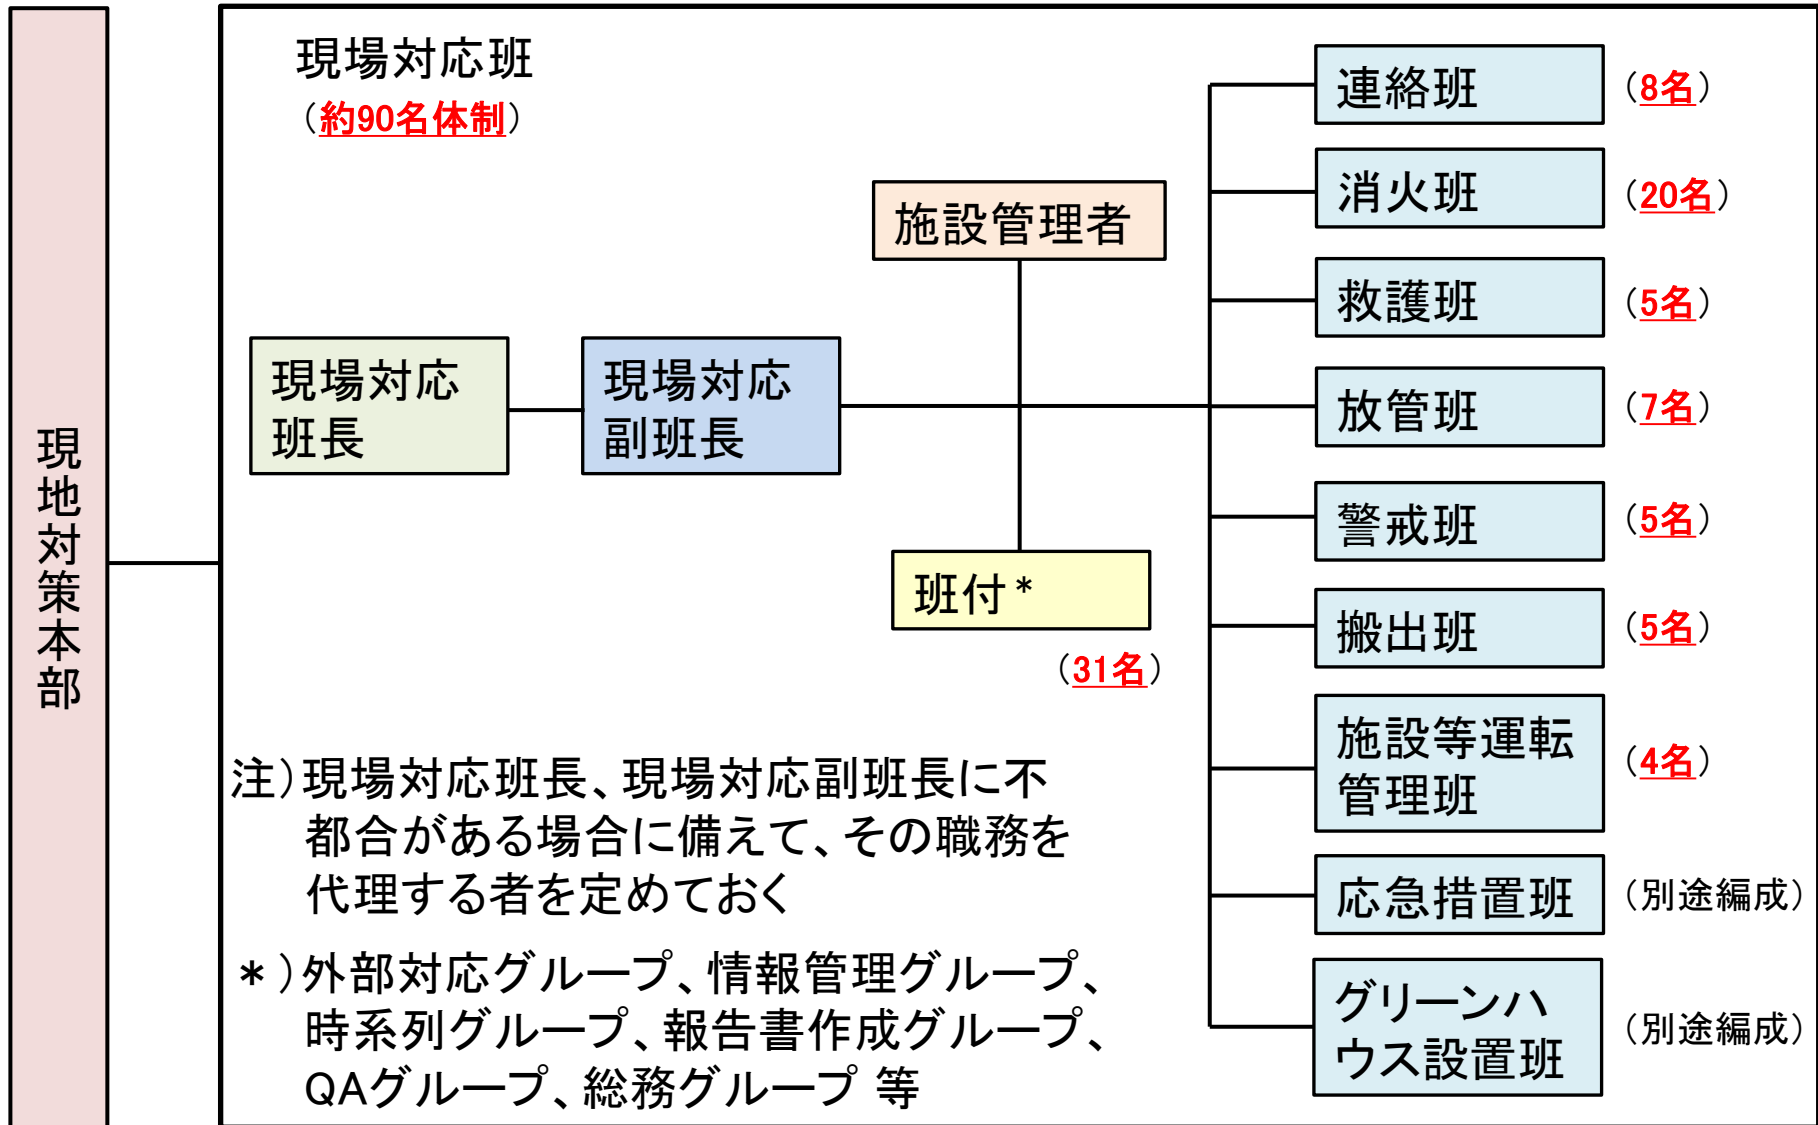 現地対策本部
現場対応班
（約90名体制）
施設管理者
現場対応
班長
現場対応
副班長
班付*
（31名）
連絡班
（8名）
消火班
（20名）
救護班
（5名）
放管班
（7名）
警戒班
（5名）
搬出班
（5名）
施設等運転
管理班
（4名）
応急措置班
（別途編成）
グリーンハ
ウス設置班
（別途編成）
注）現場対応班長、現場対応副班長に不
都合がある場合に備えて、その職務を
代理する者を定めておく
*）外部対応グループ、情報管理グループ、
時系列グループ、報告書作成グループ、
QAグループ、総務グループ 等